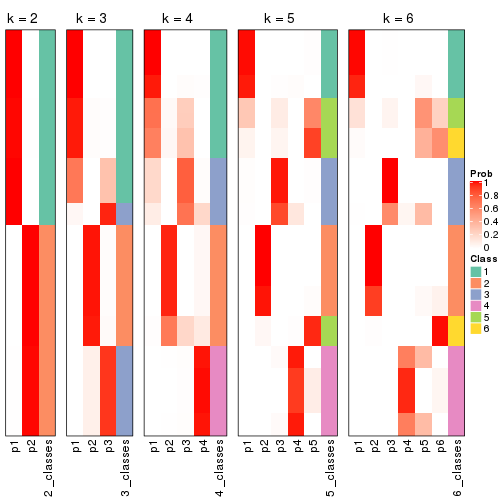 k = 2
k = 3
k = 4
k = 5
k = 6
Prob
1
0.8
0.6
0.4
0.2
0
Class
1
2
3
4
5
6
p1
p2
2_classes
p1
p2
p3
3_classes
p1
p2
p3
p4
4_classes
p1
p2
p3
p4
p5
5_classes
p1
p2
p3
p4
p5
p6
6_classes